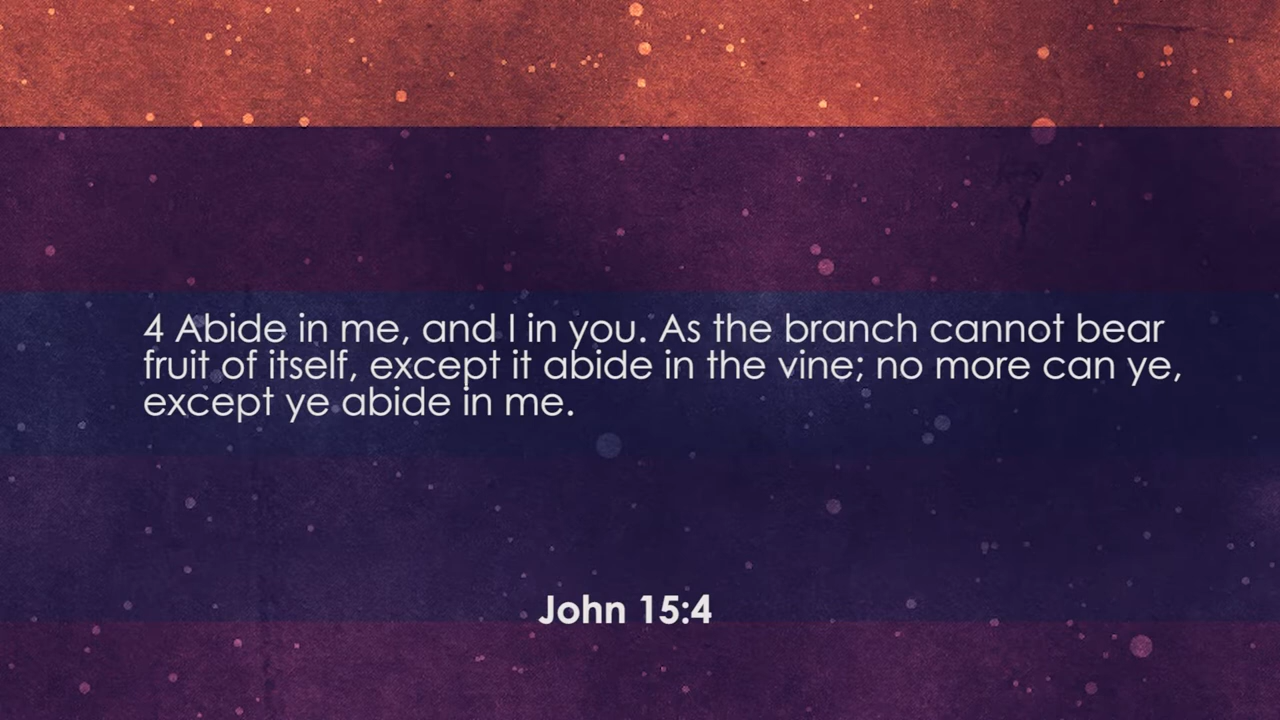 4 Abide in me, and I in you. As the branch cannot bear
fruit of itself, except it abide in the vine; no more can ye,
except ye abide in me.
John 15:4